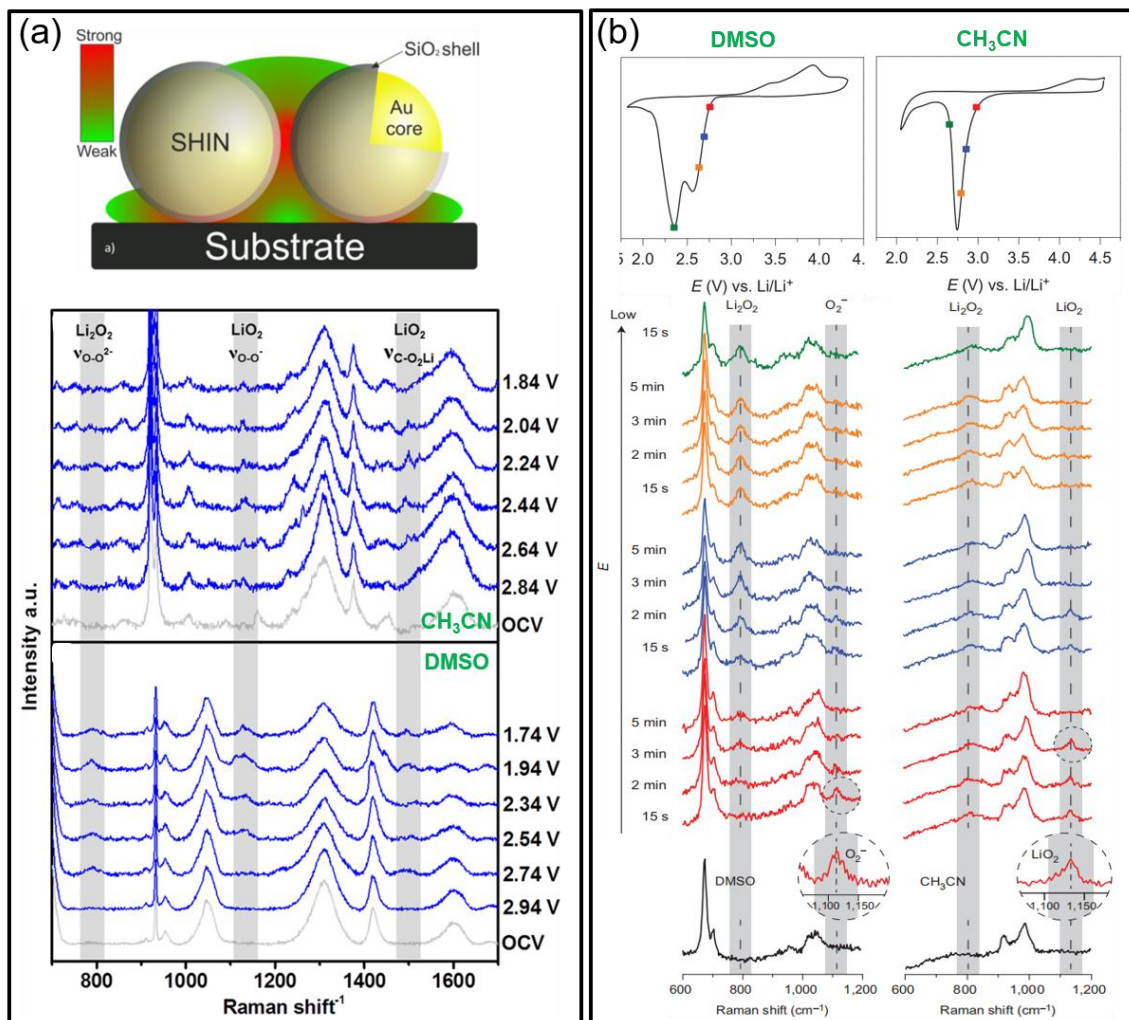 (a)
Strong
Weak
SiO₂ shell
Au
core
SHIN
a)
Substrate
Li₂O₂
νO-O²⁻
LiO₂
νO-O⁻
LiO₂
νC-O₂Li
1.84 V
2.04 V
2.24 V
2.44 V
2.64 V
2.84 V
OCV
CH₃CN
DMSO
1.74 V
1.94 V
2.34 V
2.54 V
2.74 V
2.94 V
OCV
Intensity a.u.
800 1000 1200 1400 1600
Raman shift⁻¹
(b)
DMSO
CH₃CN
5 2.0 2.5 3.0 3.5 4.0 4.5
E (V) vs. Li/Li⁺
2.0 2.5 3.0 3.5 4.0 4.5
E (V) vs. Li/Li⁺
Li₂O₂ O₂⁻
Li₂O₂ LiO₂
Low
E
15 s
5 min
3 min
2 min
15 s
5 min
3 min
2 min
15 s
5 min
3 min
2 min
15 s
O₂⁻
1,100 1,150
DMSO
LiO₂
1,100 1,150
CH₃CN
600 800 1,000 1,200
Raman shift (cm⁻¹)
600 800 1,000 1,200
Raman shift (cm⁻¹)